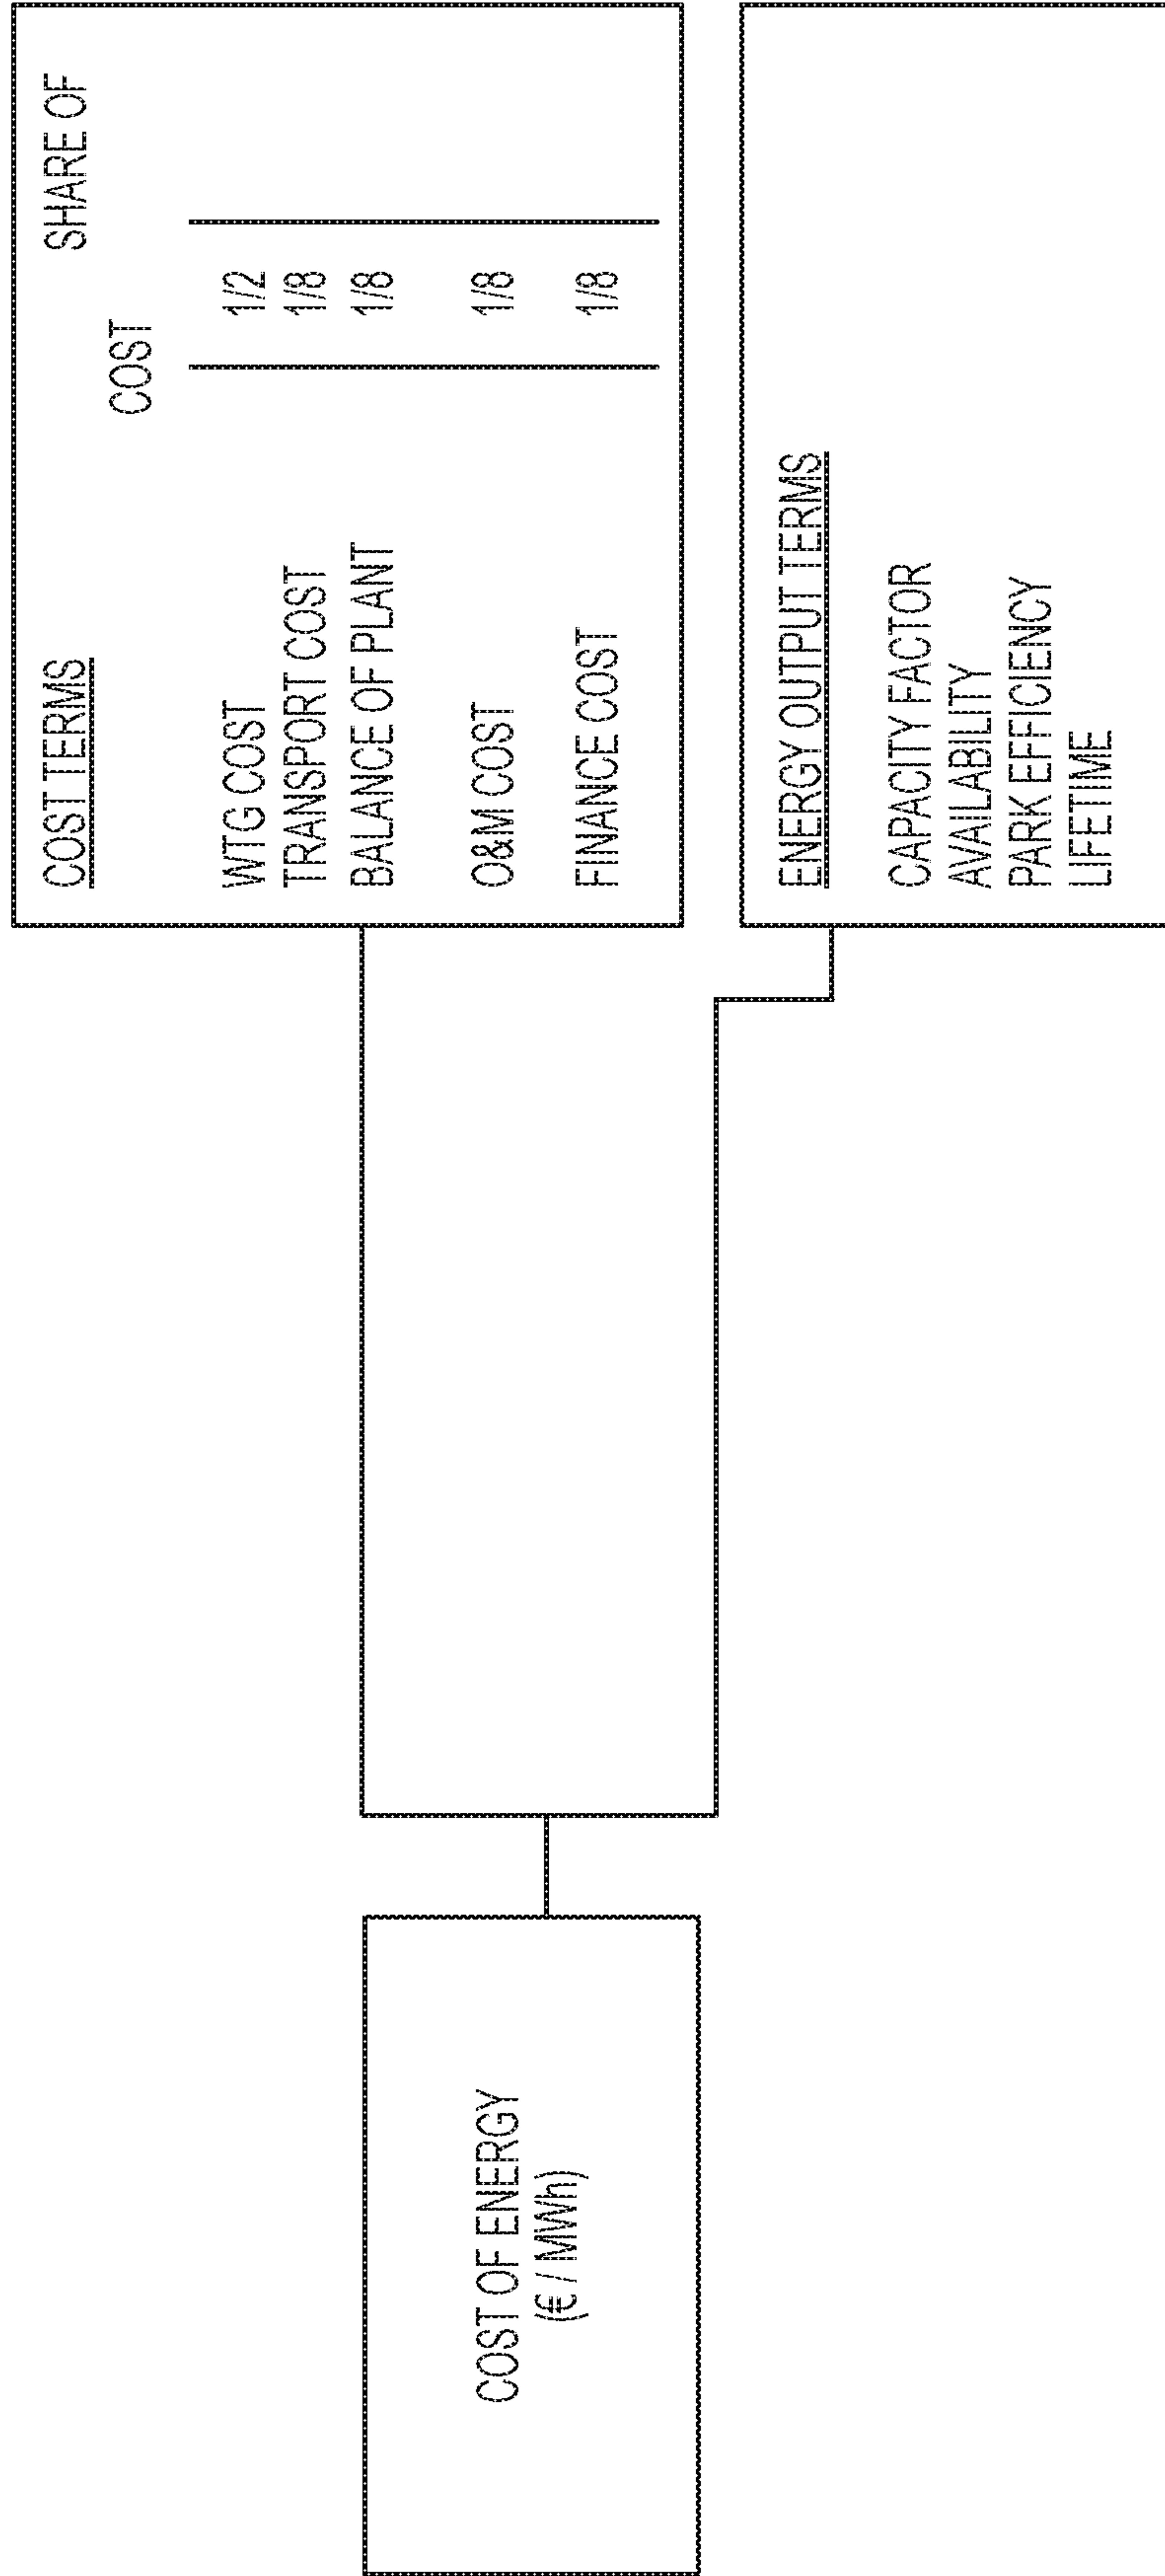 COST OF ENERGY
(€ / MWh)
COST TERMS SHARE OF
COST
WTG COST 1/2
TRANSPORT COST 1/8
BALANCE OF PLANT 1/8
O&M COST 1/8
FINANCE COST 1/8
ENERGY OUTPUT TERMS
CAPACITY FACTOR
AVAILABILITY
PARK EFFICIENCY
LIFETIME